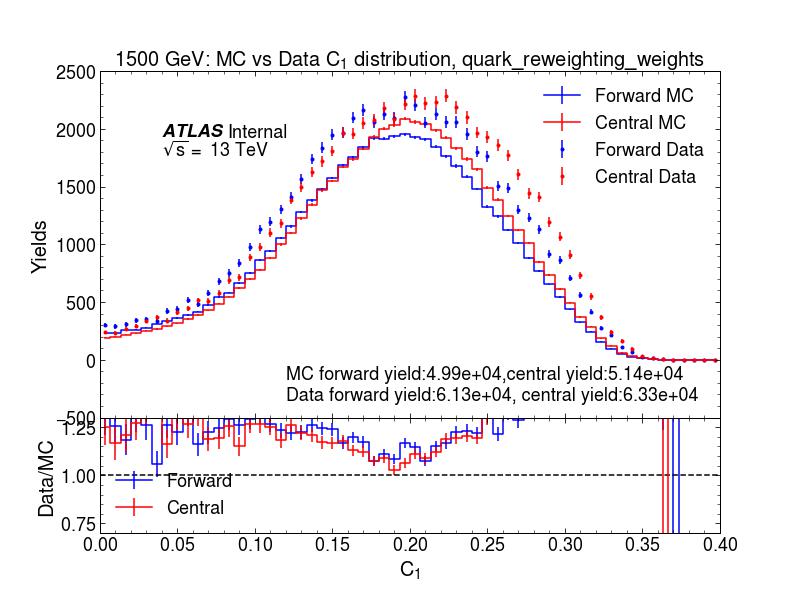 1500 GeV: MC vs Data C₁ distribution, quark_reweighting_weights
2500
2000
1500
1000
500
0
−500
Yields
ATLAS Internal
√s = 13 TeV
Forward MC
Central MC
Forward Data
Central Data
MC forward yield:4.99e+04,central yield:5.14e+04
Data forward yield:6.13e+04, central yield:6.33e+04
1.25
1.00
0.75
Data/MC
Forward
Central
0.00 0.05 0.10 0.15 0.20 0.25 0.30 0.35 0.40
C₁